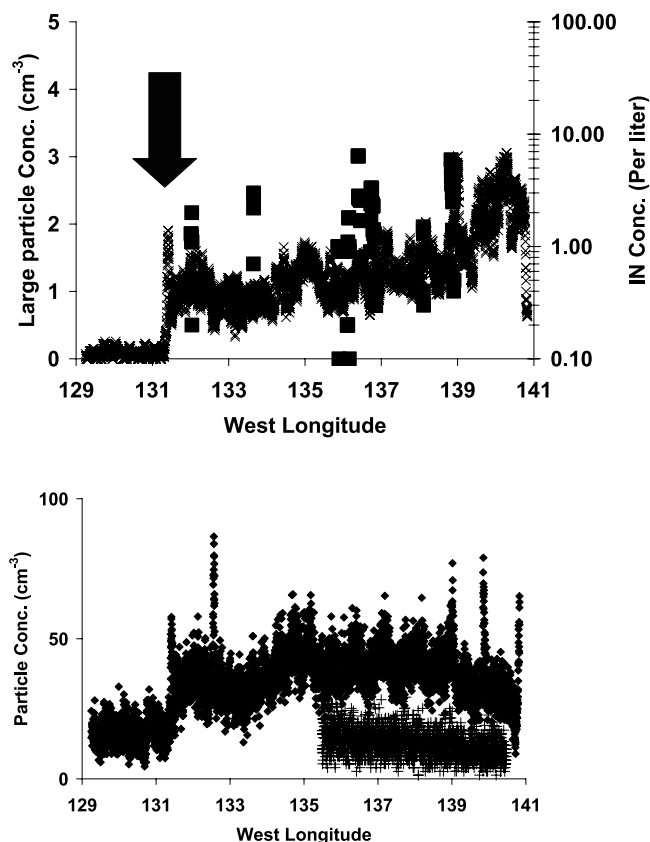 5
4
3
2
1
0
Large particle Conc. (cm-3)
100.00
10.00
1.00
0.10
IN Conc. (Per liter)
129 131 133 135 137 139 141
West Longitude
100
50
0
Particle Conc. (cm-3)
129 131 133 135 137 139 141
West Longitude